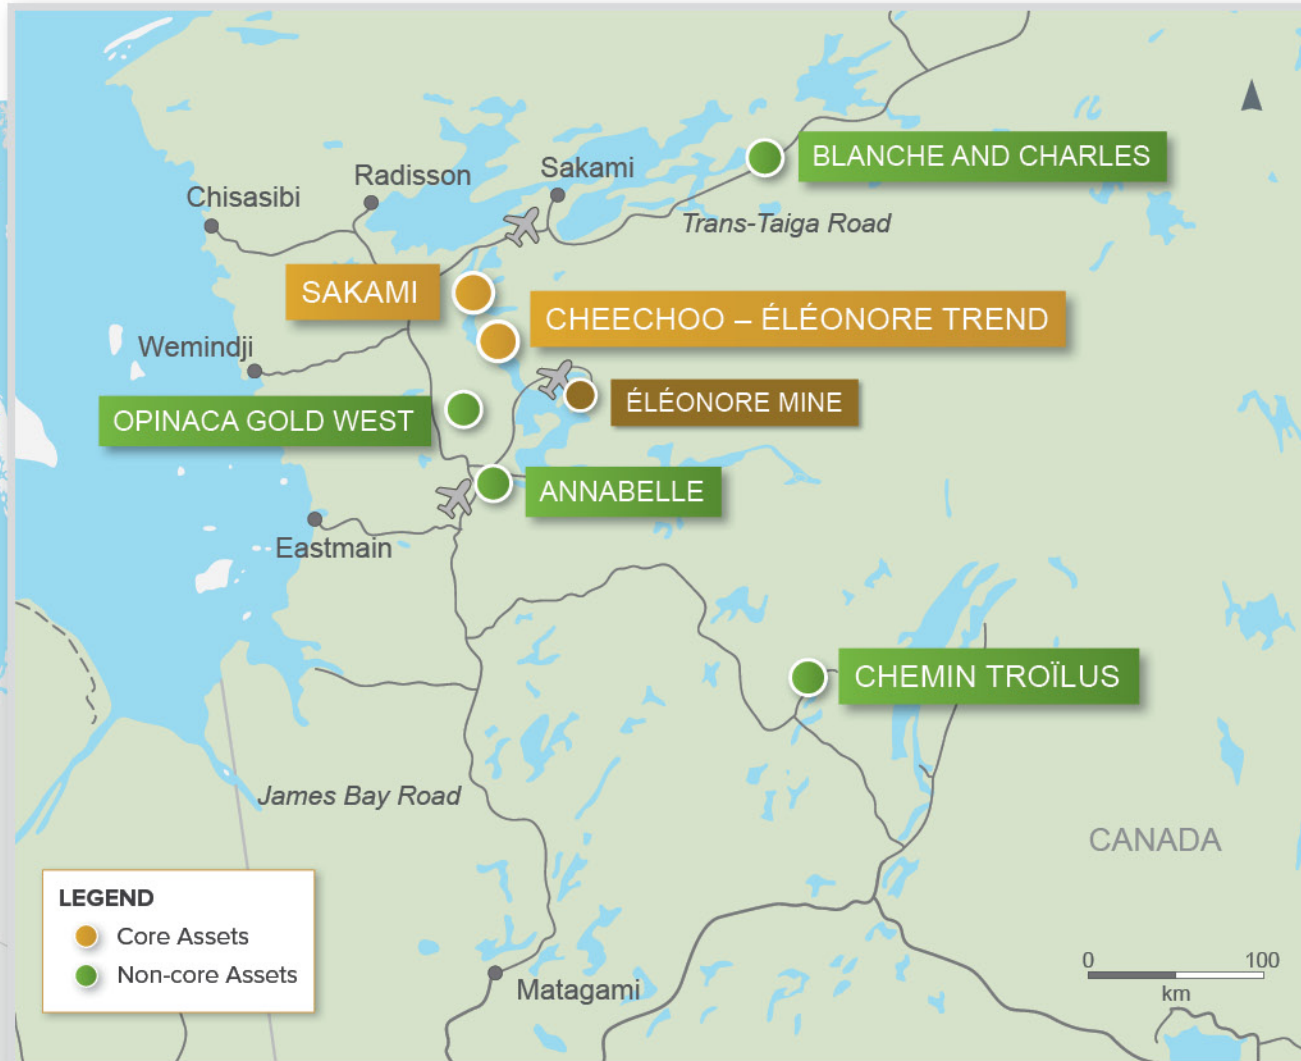 BLANCHE AND CHARLES
Sakami
Radisson
Chisasibi
Trans-Taiga Road
SAKAMI
CHEECHOO – ÉLÉONORE TREND
Wemindji
ÉLÉONORE MINE
OPINACA GOLD WEST
ANNABELLE
Eastmain
CHEMIN TROÏLUS
James Bay Road
CANADA
LEGEND
Core Assets
Non-core Assets
Matagami
0 100
km